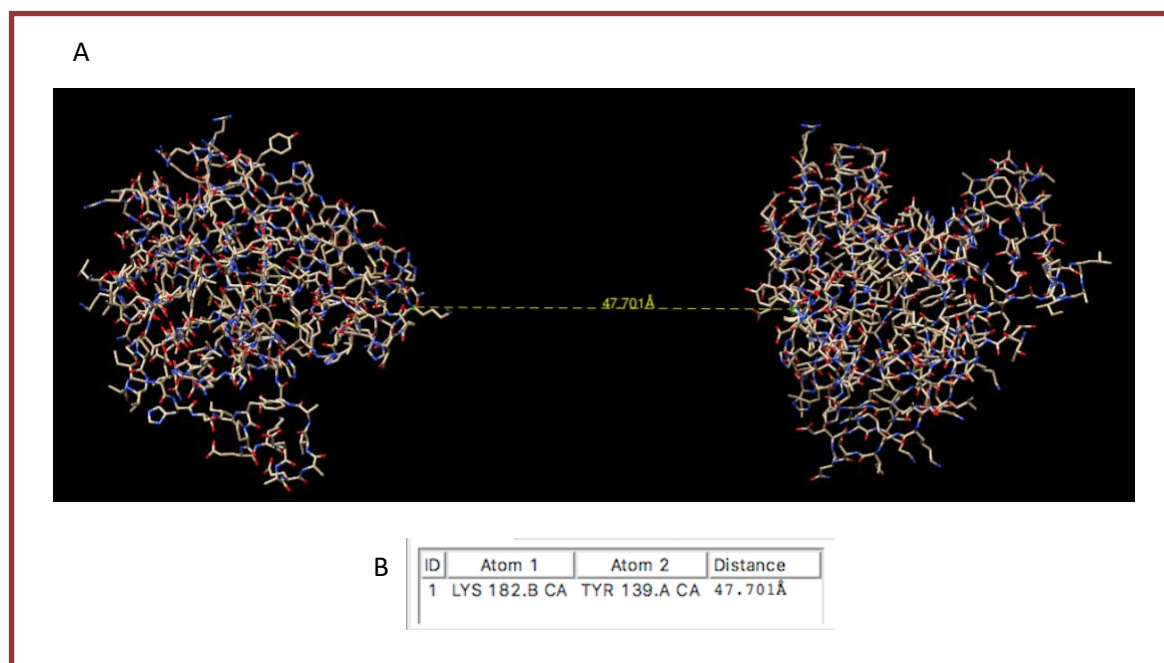 A
47.701Å
B
ID Atom 1 Atom 2 Distance
1 LYS 182.B CA TYR 139.A CA 47.701Å